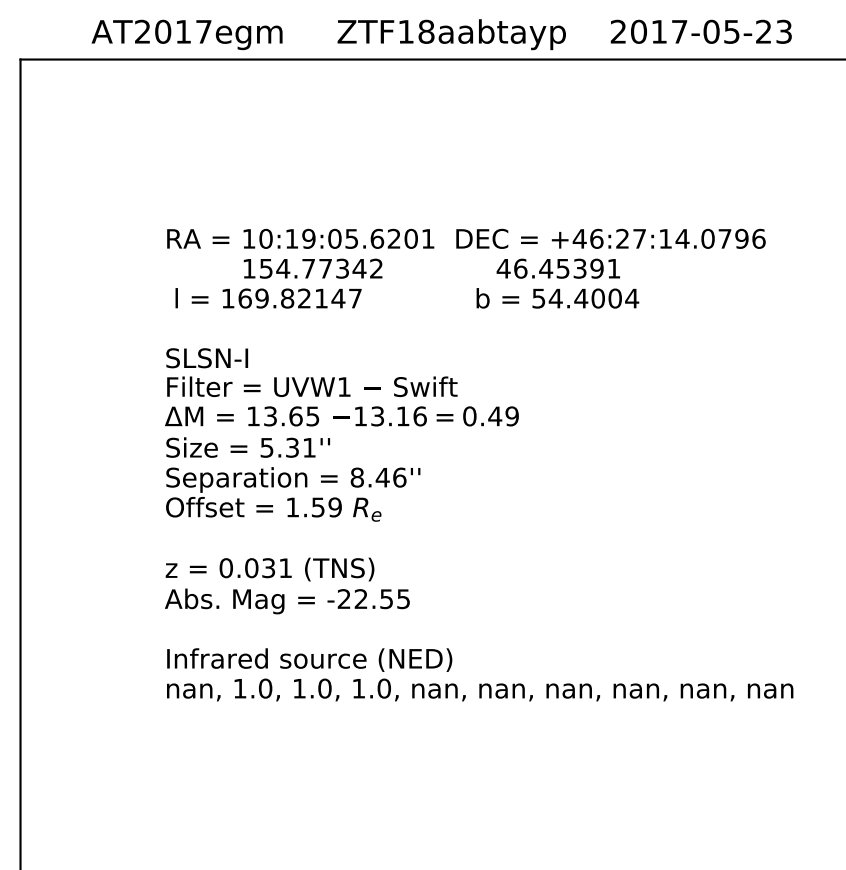 AT2017egm ZTF18aabtayp 2017-05-23
RA = 10:19:05.6201 DEC = +46:27:14.0796
154.77342 46.45391
l = 169.82147 b = 54.4004
SLSN-I
Filter = UVW1 − Swift
ΔM = 13.65 −13.16 = 0.49
Size = 5.31''
Separation = 8.46''
Offset = 1.59 Rₑ
z = 0.031 (TNS)
Abs. Mag = -22.55
Infrared source (NED)
nan, 1.0, 1.0, 1.0, nan, nan, nan, nan, nan, nan